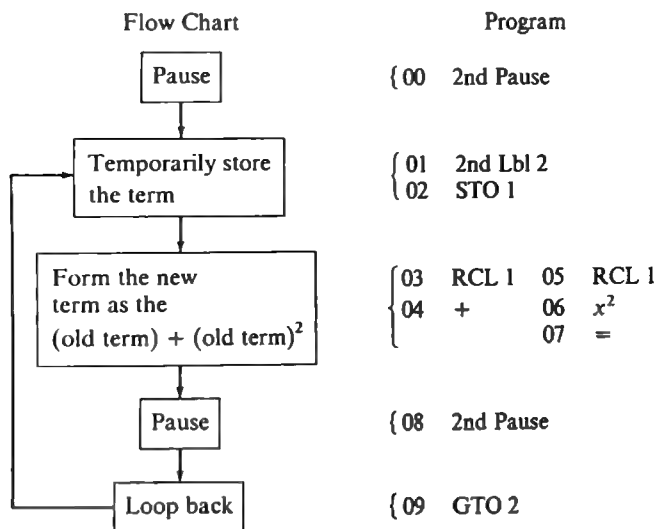 Flow Chart Program
Pause { 00 2nd Pause
Temporarily store
the term
{ 01 2nd Lbl 2
02 STO 1
Form the new
term as the
(old term) + (old term)²
{ 03 RCL 1 05 RCL 1
04 + 06 x²
07 =
Pause { 08 2nd Pause
Loop back { 09 GTO 2